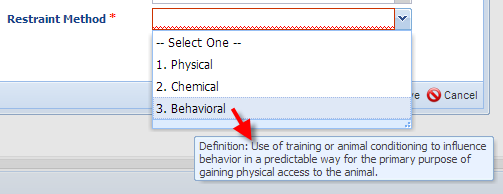 Restraint Method *
-- Select One --
1. Physical
2. Chemical
3. Behavioral
Cancel
Definition: Use of training or animal conditioning to influence
behavior in a predictable way for the primary purpose of
gaining physical access to the animal.